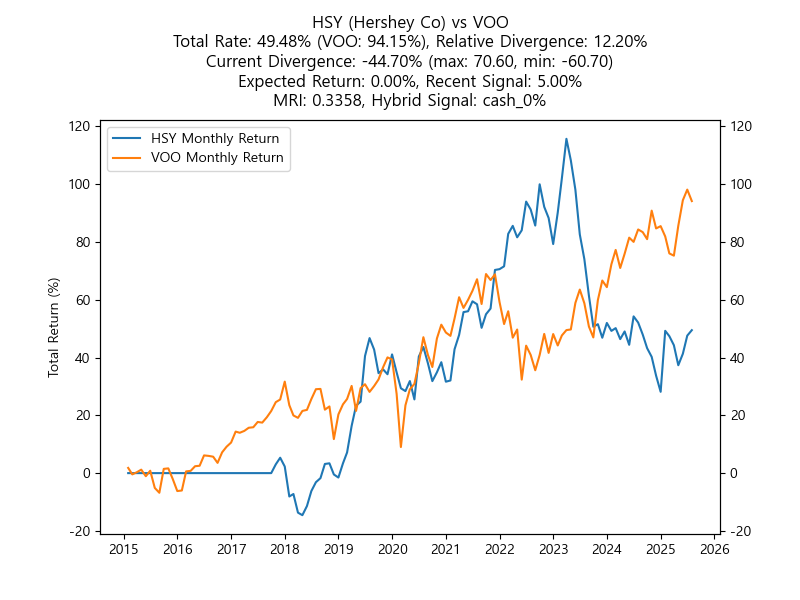 HSY (Hershey Co) vs VOO
Total Rate: 49.48% (VOO: 94.15%), Relative Divergence: 12.20%
Current Divergence: -44.70% (max: 70.60, min: -60.70)
Expected Return: 0.00%, Recent Signal: 5.00%
MRI: 0.3358, Hybrid Signal: cash_0%
HSY Monthly Return
VOO Monthly Return
Total Return (%)
120 120
100 100
80 80
60 60
40 40
20 20
0 0
-20 -20
2015 2016 2017 2018 2019 2020 2021 2022 2023 2024 2025 2026